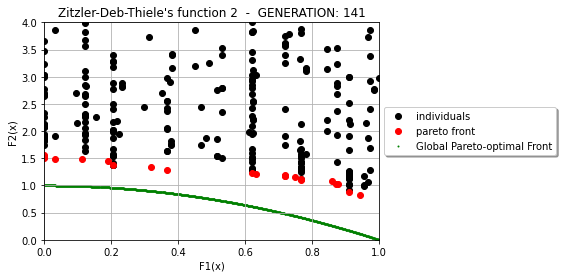 Zitzler-Deb-Thiele's function 2 - GENERATION: 141
4.0
3.5
3.0
2.5
2.0
1.5
1.0
0.5
0.0
F2(x)
0.0 0.2 0.4 0.6 0.8 1.0
F1(x)
individuals
pareto front
Global Pareto-optimal Front